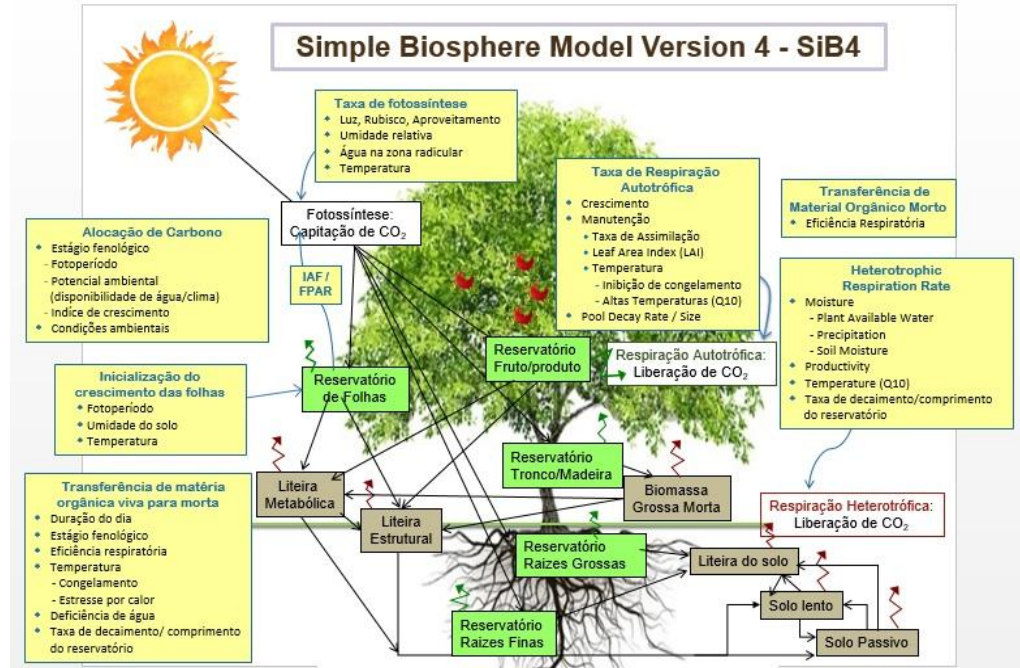 Simple Biosphere Model Version 4 - SiB4
Taxa de fotossíntese
Luz, Rubisco, Aproveitamento
Umidade relativa
Água na zona radicular
Temperatura
Taxa de Respiração
Autotrófica
Crescimento
Manutenção
Taxa de Assimilação
Leaf Area Index (LAI)
Temperatura
- Inibição de congelamento
- Altas Temperaturas (Q10)
Pool Decay Rate / Size
Transferência de
Material Orgânico Morto
Eficiência Respiratória
Fotossíntese:
Capitação de CO₂
Alocação de Carbono
Estágio fenológico
- Fotoperíodo
- Potencial ambiental
(disponibilidade de água/clima)
- Indíce de crescimento
Condições ambientais
IAF /
FPAR
Heterotrophic
Respiration Rate
Moisture
- Plant Available Water
- Precipitation
- Soil Moisture
Productivity
Temperature (Q10)
Taxa de decaimento/comprimento
do reservatório
Reservatório
Fruto/produto
Respiração Autotrófica:
Liberação de CO₂
Inicialização do
crescimento das folhas
Fotoperíodo
Umidade do solo
Temperatura
Reservatório
de Folhas
Reservatório
Tronco/Madeira
Transferência de matéria
orgânica viva para morta
Duração do dia
Estágio fenológico
Eficiência respiratória
Temperatura
- Congelamento
- Estresse por calor
Deficiência de água
Taxa de decaimento/ comprimento
do reservatório
Liteira
Metabólica
Liteira
Estrutural
Biomassa
Grossa Morta
Respiração Heterotrófica:
Liberação de CO₂
Reservatório
Raizes Grossas
Liteira do solo
Solo lento
Reservatório
Raizes Finas
Solo Passivo